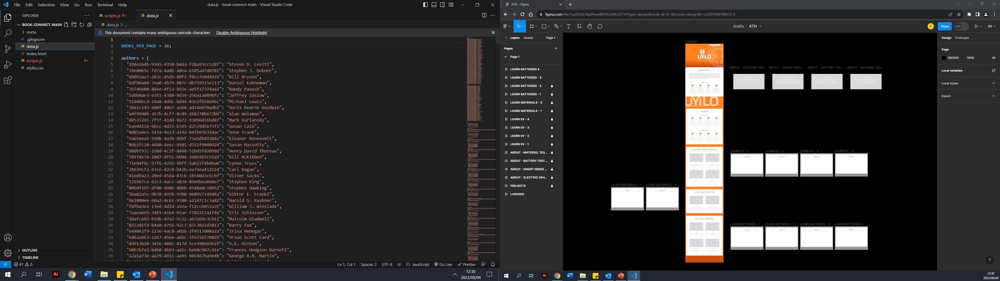 File Edit Selection View Go Run Terminal Help
data.js - book-connect-main - Visual Studio Code
EXPLORER
BOOK-CONNECT-MAIN
meta
.gitignore
JS data.js
<> index.html
JS scripts.js 9+
# styles.css
OUTLINE
TIMELINE
JS scripts.js 9+
JS data.js
JS data.js > ...
This document contains many ambiguous unicode characters Disable Ambiguous Highlight
1
2 BOOKS_PER_PAGE = 36;
3
4 authors = {
5 "194e164b-9365-4358-b44a-f28a93cc528f": "Steven D. Levitt",
6 "76e8065c-fd7a-4a8b-a8ea-6105a47d0781": "Stephen J. Dubner",
7 "6b092ae7-283c-45db-80f1-f0cc7e0d4921": "Bill Bryson",
8 "6dfb0a04-7ea0-4b79-887c-db759515e113": "Daniel Kahneman",
9 "76749e00-8dee-4f53-892e-ae5f17374aa2": "Randy Pausch",
10 "5abb0ae3-e351-4388-9d39-256a1a889bfc": "Jeffrey Zaslow",
11 "510406cd-14a8-4ddc-bd44-03e2fb50a96c": "Michael Lewis",
12 "3b61c145-e08f-4867-a264-ad1de070adb1": "Doris Kearns Goodwin",
13 "a4f9948b-267b-4cf7-8c89-268278b672bb": "Alan Weisman",
14 "d0533241-7f5f-41dd-8a72-93096416bd87": "Mark Kurlansky",
15 "6ae84116-6bcc-4d21-b345-d2529d5675f1": "Susan Cain",
16 "8d85a4e1-547a-4613-a192-84fb976314ac": "Anne Frank",
17 "5a65eea5-590b-4a2b-89bf-73a5db89384e": "Eleanor Roosevelt",
18 "86b2fc20-4d40-4eec-9501-d511f9000424": "Susan Massotty",
19 "d0dbf97c-298d-4c3f-8448-52bd5fd20986": "Henry David Thoreau",
20 "701f8e7e-2007-4f51-bb04-260e965c51a9": "Bill McKibben",
21 "71e84f9c-57f6-4292-9bff-5ab23f4b4ba6": "Lynne Truss",
22 "3bd29cf2-63ce-42c8-b43b-ea74ea412124": "Carl Sagan",
23 "41ed9a23-20ed-45da-87cb-1b540d3c6cbf": "Oliver Sacks",
24 "121b07ce-62c2-4acc-a834-89e6bea068e7": "Stephen King",
25 "00b0f197-df00-4906-88bb-4548a8c10952": "Stephen Hawking",
26 "5ba82a5c-9b70-495b-9708-960957149d4a": "Viktor E. Frankl",
27 "de2000ee-60a2-4c61-9580-a2147c1c3a82": "Harold S. Kushner",
28 "f8fba3e2-13ed-4d2d-a92a-f12ccb052a3f": "William J. Winslade",
29 "7aaea6e5-34b5-4164-b5ae-f702217a1f46": "Eric Schlosser",
30 "ddafc602-b54b-47a2-9c22-a63269c3cb11": "Malcolm Gladwell",
31 "8553d1fd-b4e0-4756-92c7-87c3022d2813": "Barry Fox",
32 "e440e2f9-123e-4ac8-a026-2f4513d08a2a": "Irina Henegar",
33 "6d62a963-2267-456e-a6bc-3f6156f70829": "Orson Scott Card",
34 "4d913b20-3456-4881-817d-5ce390e6962f": "S.E. Hinton",
35 "90b7b7a3-b4b8-4b93-aa1c-be60c907c41e": "Frances Hodgson Burnett",
36 "12a1a73e-aa79-4911-aa91-9014d7ba9e4b": "George R.R. Martin",
41 0
Ln 1, Col 1 Spaces: 2 UTF-8 LF {} JavaScript Go Live Prettier
12:30
2023/09/04
KTH – Figma
figma.com/file/1uyDO6CNp6FwwlBENAQMUI/KTH?type=design&node-id=0-1&mode=design&t=sJ22IFN8XYRfti7Z-0
Drafts / KTH
K
Share
8%
Layers Assets Page 1
Pages
Page 1
LEARN BATTERIES 4
LEARN BATTERIES - 3
LEARN BATTERIES - 2
LEARN BATTERIES - 1
LEARN MATERIALS - 2
LEARN MATERIALS - 1
LEARN EV - 4
LEARN EV - 3
LEARN EV - 2
LEARN EV - 1
ABOUT - MATERIAL TES...
ABOUT - BATTERY TEST...
ABOUT - SMART GRIDS ...
ABOUT - ELECTRIC VEH...
PROJECTS
LANDING
LANDING
UYILO
About uYilo
UYILO
Projects
Learn About Electric Vehicles
Learn About Materials
Learn about Batteries
ABOUT - ELECTRIC VEH... ABOUT - SMART GRIDS ... ABOUT - BATTERY TES... ABOUT - MATERIAL TES...
LEARN EV - 1 LEARN EV - 2 LEARN EV - 3 LEARN EV - 4
Topic 1 Topic 2 Topic 3 Topic 4
LEARN MATERIALS - 1 LEARN MATERIALS - 2
Topic 1 Topic 2
LEARN BATTERIES - 1 LEARN BATTERIES - 2 LEARN BATTERIES - 3 LEARN BATTERIES 4
Topic 1 Topic 2 Topic 3 Topic 4
Design Prototype
Page
000000 100%
Local variables
Local styles
Export
?
12:30
2023/09/04